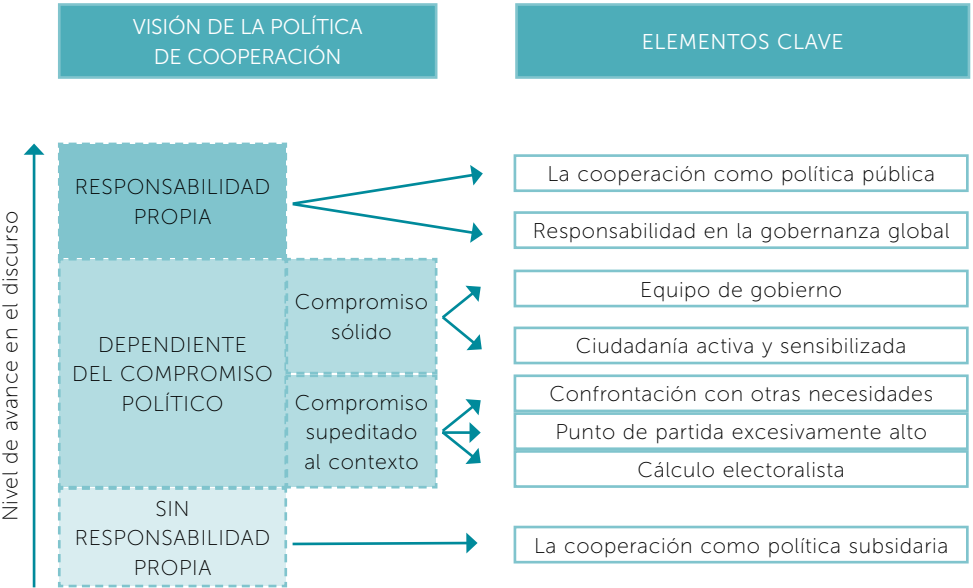 VISIÓN DE LA POLÍTICA
DE COOPERACIÓN
ELEMENTOS CLAVE
Nivel de avance en el discurso
RESPONSABILIDAD
PROPIA
La cooperación como política pública
Responsabilidad en la gobernanza global
DEPENDIENTE
DEL COMPROMISO
POLÍTICO
Compromiso
sólido
Equipo de gobierno
Ciudadanía activa y sensibilizada
Compromiso
supeditado
al contexto
Confrontación con otras necesidades
Punto de partida excesivamente alto
Cálculo electoralista
SIN
RESPONSABILIDAD
PROPIA
La cooperación como política subsidaria